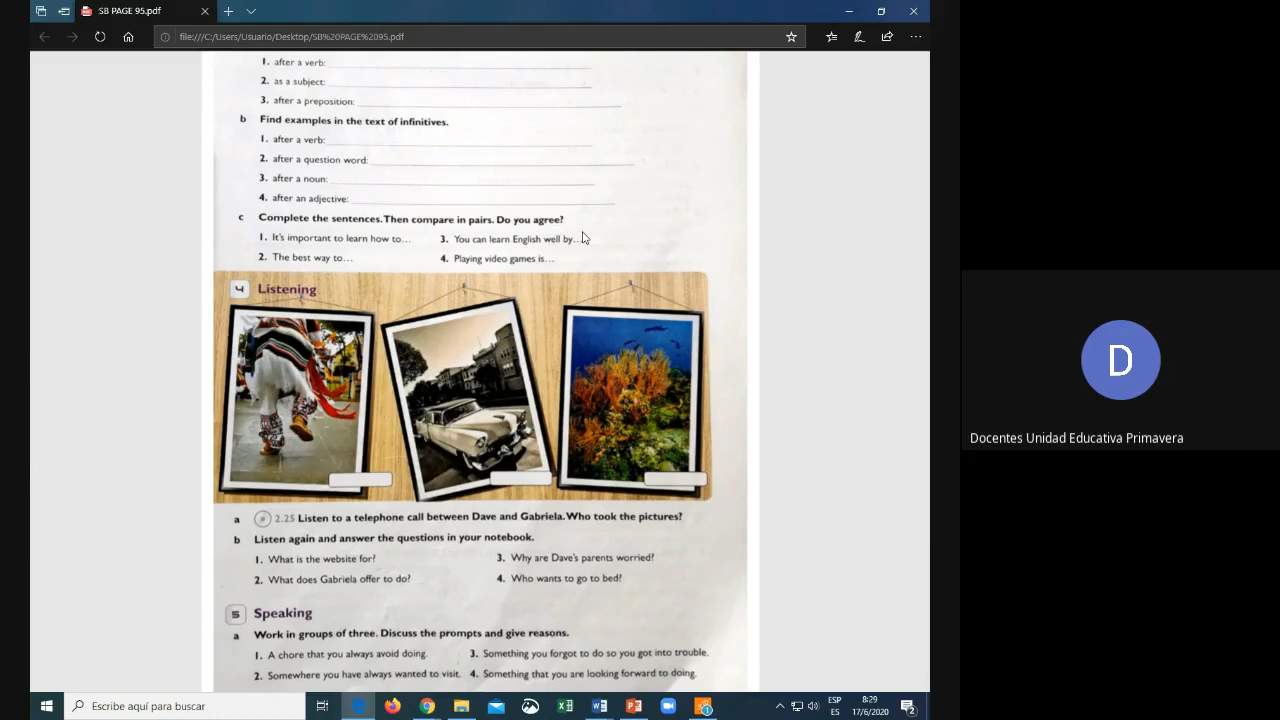 SB PAGE 95.pdf
file:///C:/Users/Usuario/Desktop/SB%20PAGE%2095.pdf
1. after a verb:
2. as a subject:
3. after a preposition:
b Find examples in the text of infinitives.
1. after a verb:
2. after a question word:
3. after a noun:
4. after an adjective:
c Complete the sentences. Then compare in pairs. Do you agree?
1. It's important to learn how to...
2. The best way to...
3. You can learn English well by...
4. Playing video games is...
4 Listening
a 2.25 Listen to a telephone call between Dave and Gabriela. Who took the pictures?
b Listen again and answer the questions in your notebook.
1. What is the website for?
2. What does Gabriela offer to do?
3. Why are Dave's parents worried?
4. Who wants to go to bed?
5 Speaking
a Work in groups of three. Discuss the prompts and give reasons.
1. A chore that you always avoid doing.
2. Somewhere you have always wanted to visit.
3. Something you forgot to do so you got into trouble.
4. Something that you are looking forward to doing.
D
Docentes Unidad Educativa Primavera
Escribe aquí para buscar
ESP
ES
8:29
17/6/2020
2